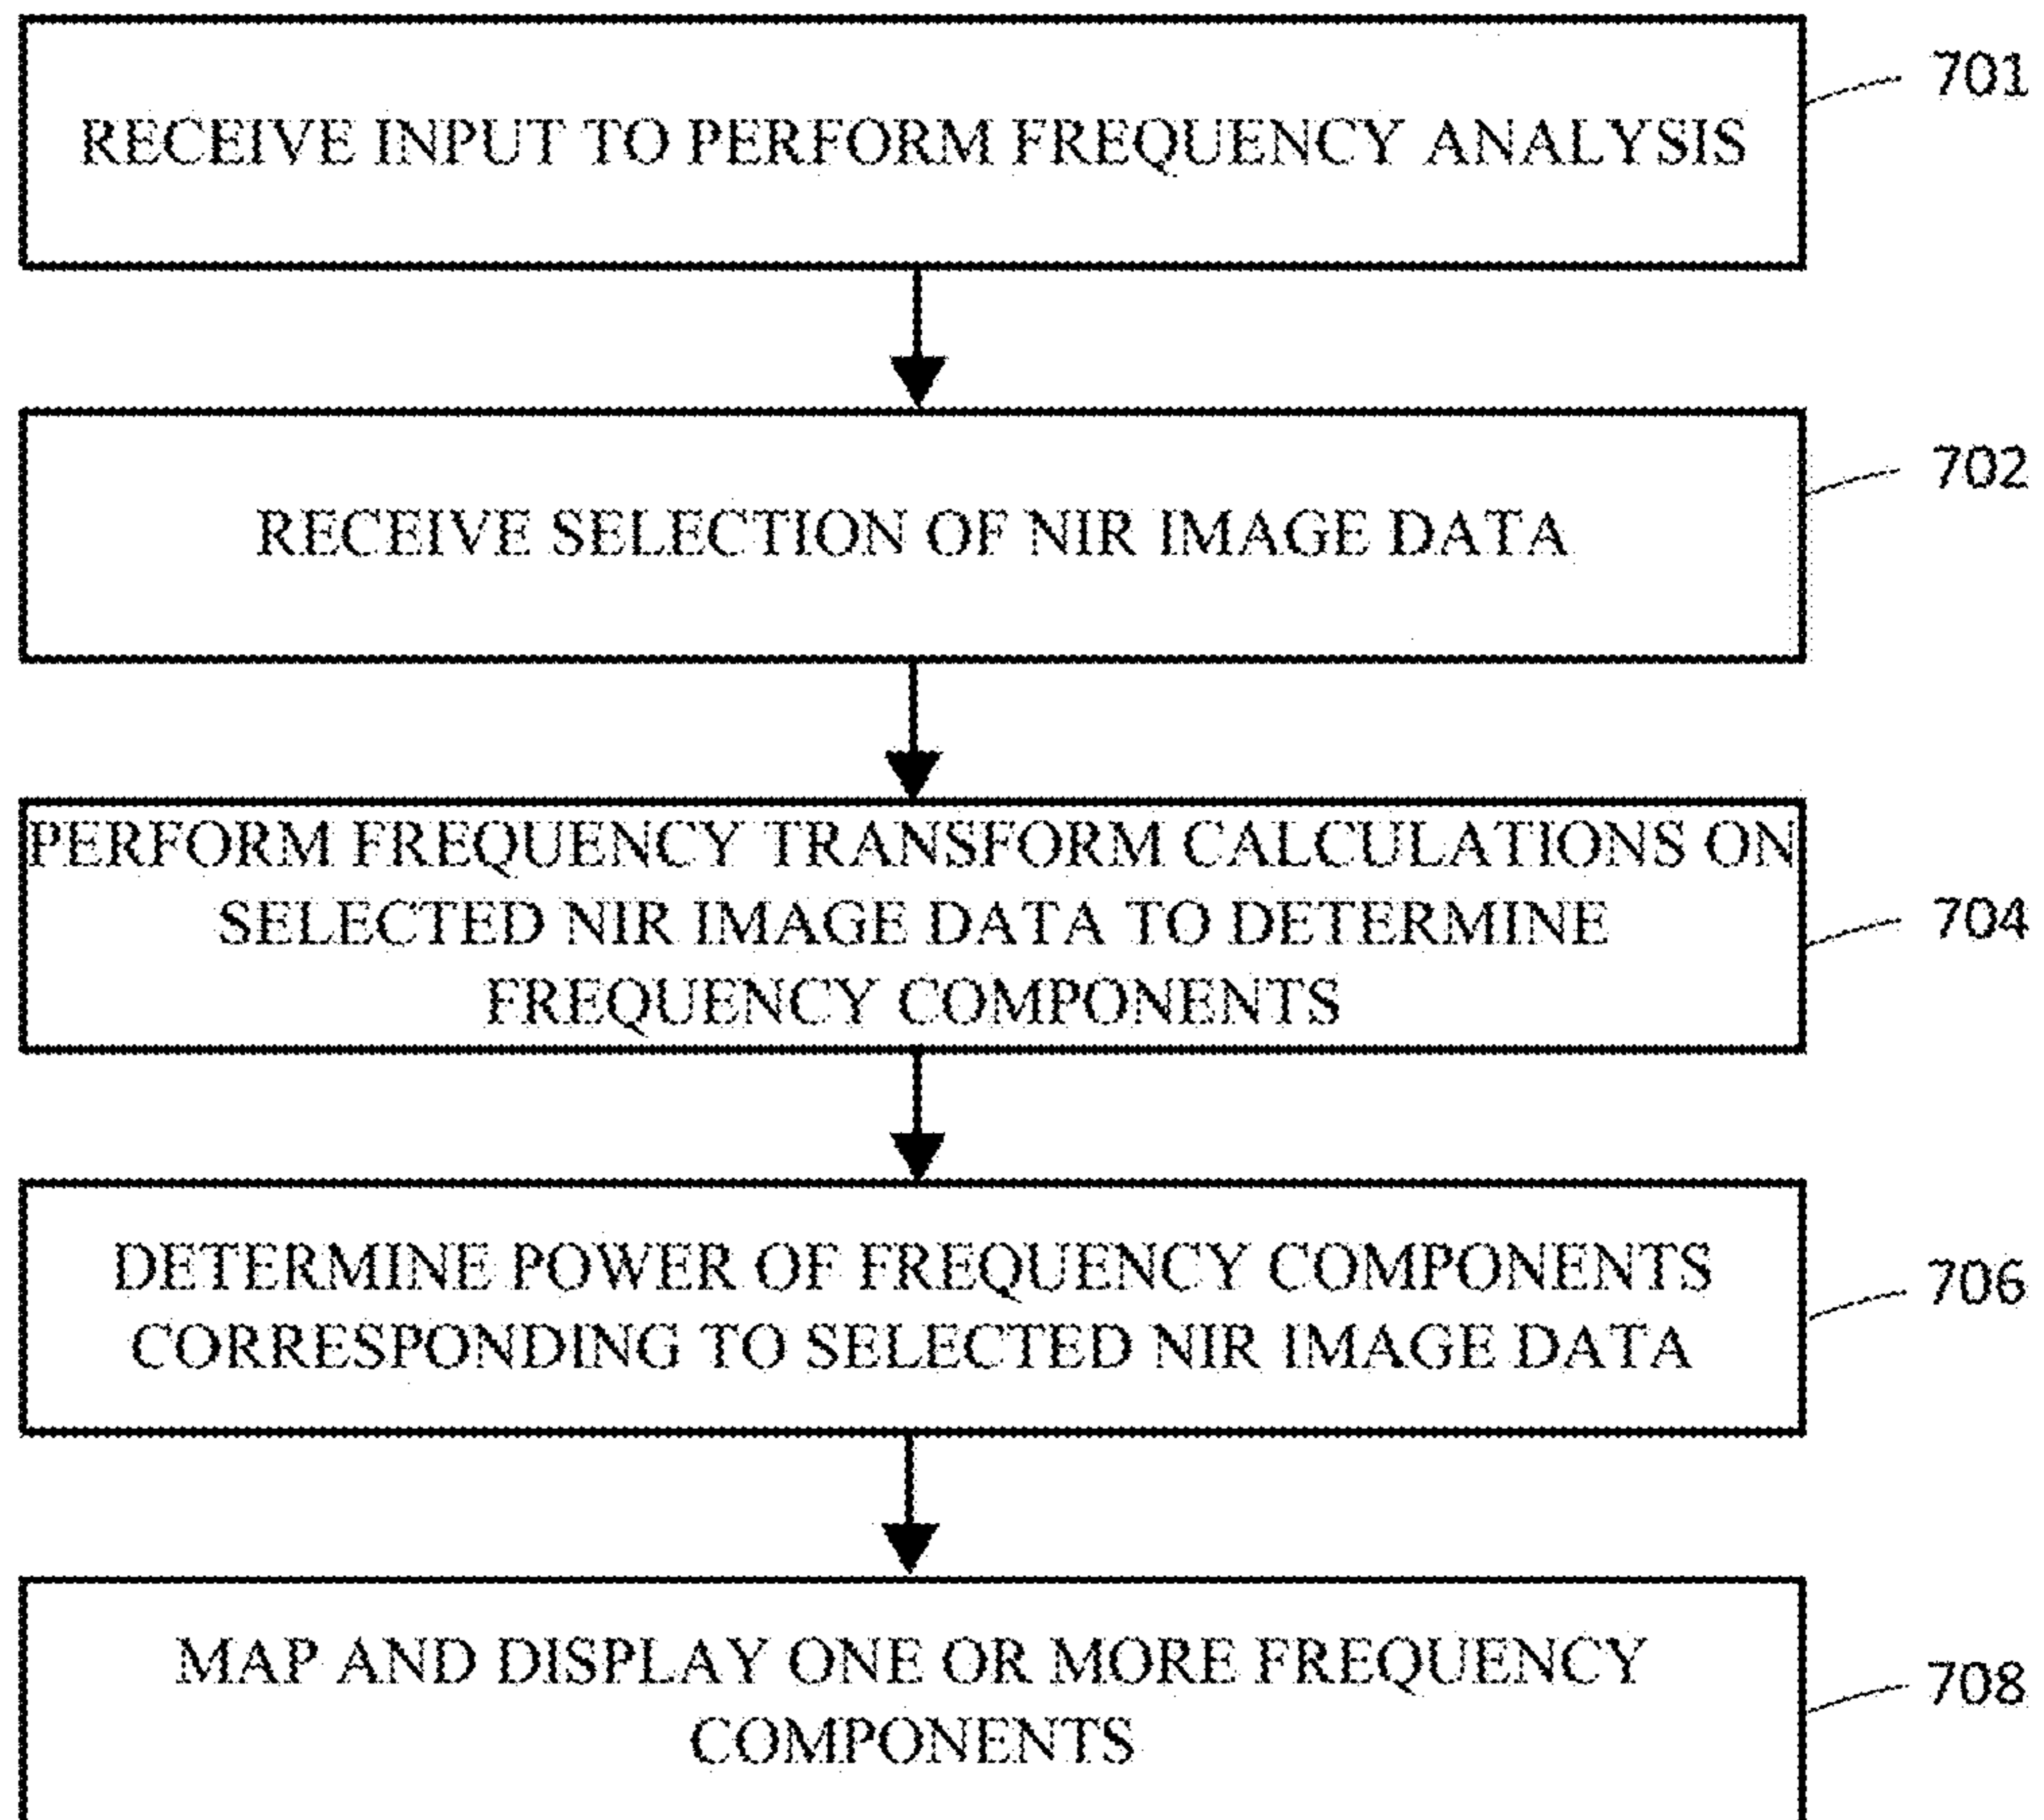 RECEIVE INPUT TO PERFORM FREQUENCY ANALYSIS
701
RECEIVE SELECTION OF NIR IMAGE DATA
702
PERFORM FREQUENCY TRANSFORM CALCULATIONS ON
SELECTED NIR IMAGE DATA TO DETERMINE
FREQUENCY COMPONENTS
704
DETERMINE POWER OF FREQUENCY COMPONENTS
CORRESPONDING TO SELECTED NIR IMAGE DATA
706
MAP AND DISPLAY ONE OR MORE FREQUENCY
COMPONENTS
708